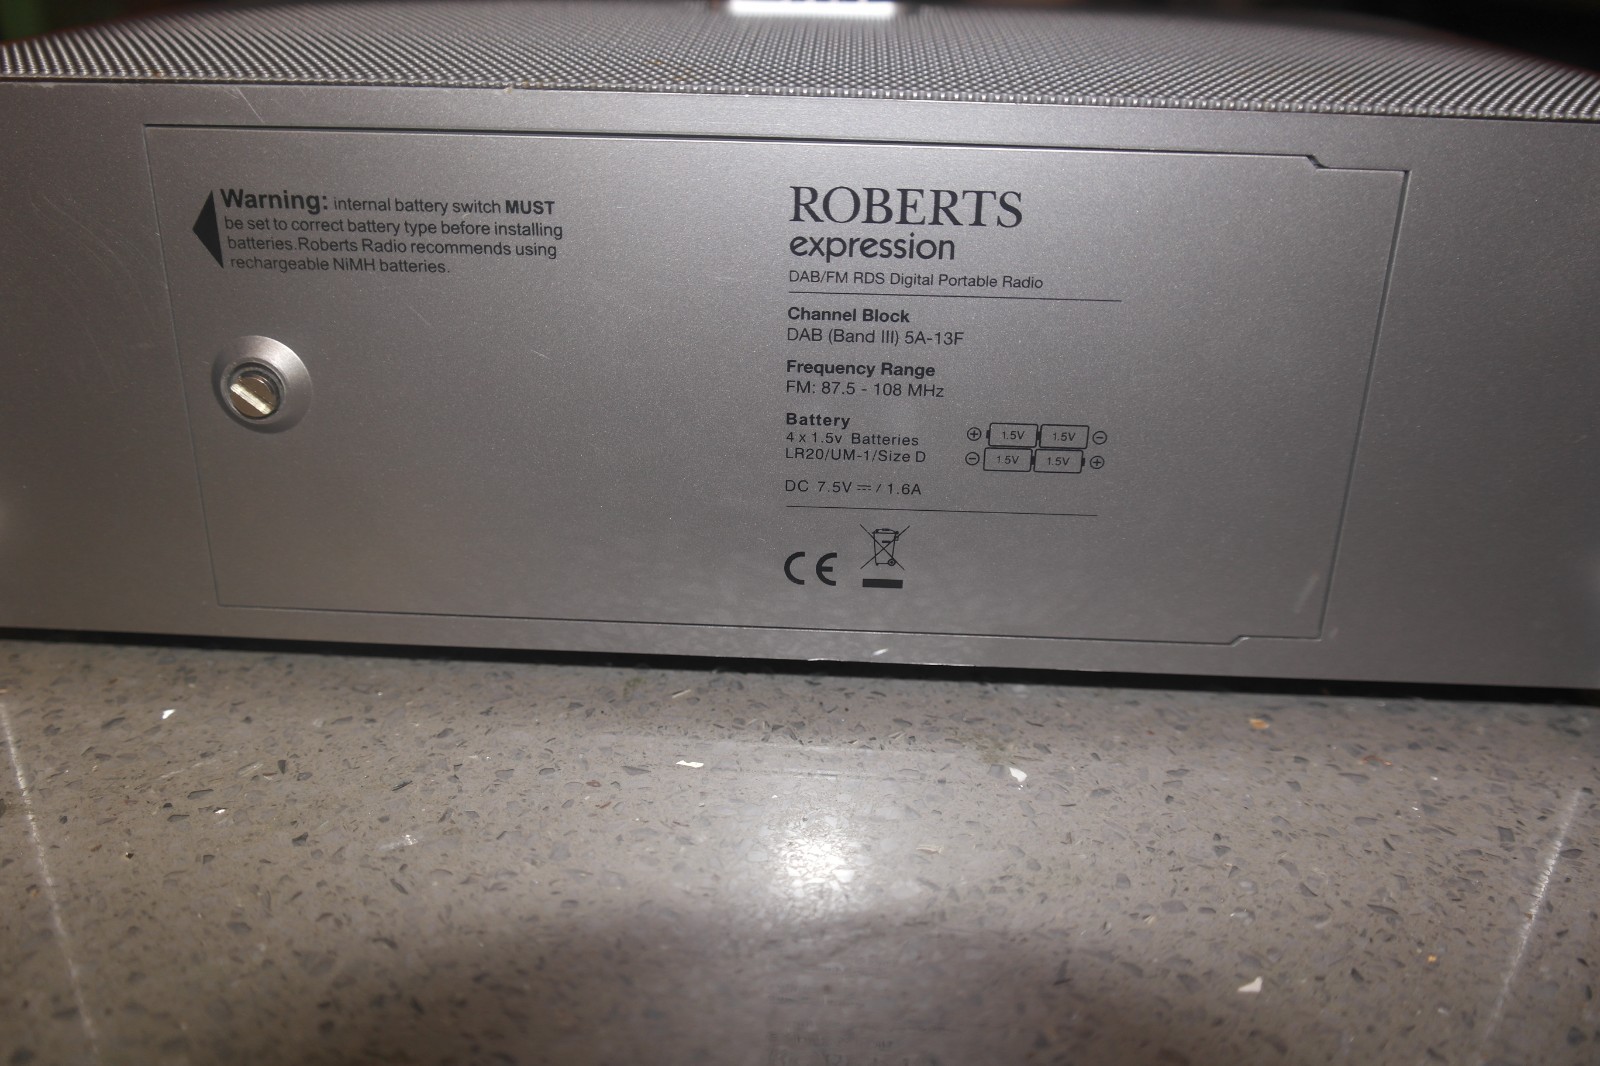 Warning: internal battery switch MUST
be set to correct battery type before installing
batteries.Roberts Radio recommends using
rechargeable NiMH batteries.
ROBERTS
expression
DAB/FM RDS Digital Portable Radio
Channel Block
DAB (Band III) 5A-13F
Frequency Range
FM: 87.5 - 108 MHz
Battery
4 x 1.5v Batteries
LR20/UM-1/Size D
⊕ 1.5V 1.5V ⊖
⊖ 1.5V 1.5V ⊕
DC 7.5V ⎓ / 1.6A
CE